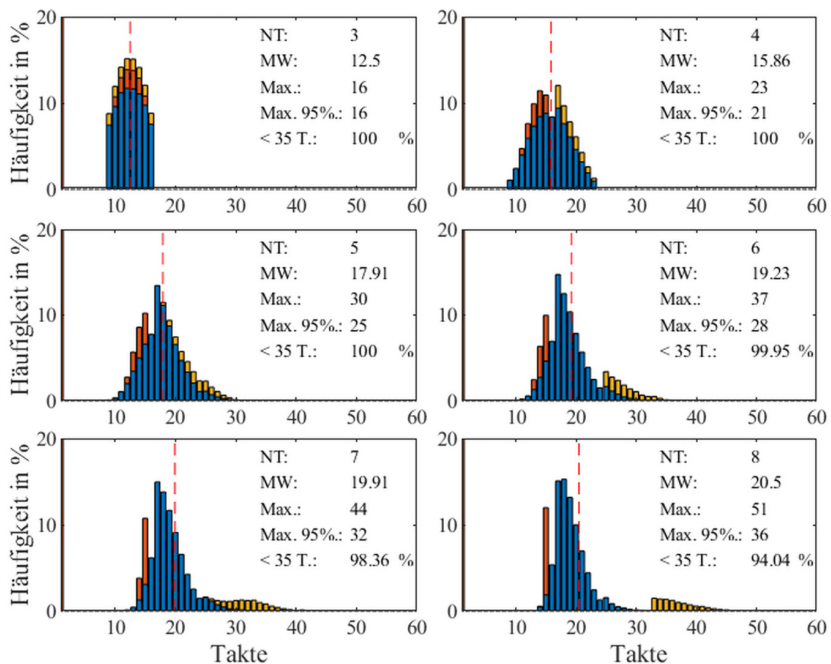 20
10
0
Häufigkeit in %
NT: 3
MW: 12.5
Max.: 16
Max. 95%.: 16
< 35 T.: 100 %
10 20 30 40 50 60
20
10
0
NT: 4
MW: 15.86
Max.: 23
Max. 95%.: 21
< 35 T.: 100 %
10 20 30 40 50 60
20
10
0
Häufigkeit in %
NT: 5
MW: 17.91
Max.: 30
Max. 95%.: 25
< 35 T.: 100 %
10 20 30 40 50 60
20
10
0
NT: 6
MW: 19.23
Max.: 37
Max. 95%.: 28
< 35 T.: 99.95 %
10 20 30 40 50 60
20
10
0
Häufigkeit in %
NT: 7
MW: 19.91
Max.: 44
Max. 95%.: 32
< 35 T.: 98.36 %
10 20 30 40 50 60
Takte
20
10
0
NT: 8
MW: 20.5
Max.: 51
Max. 95%.: 36
< 35 T.: 94.04 %
10 20 30 40 50 60
Takte